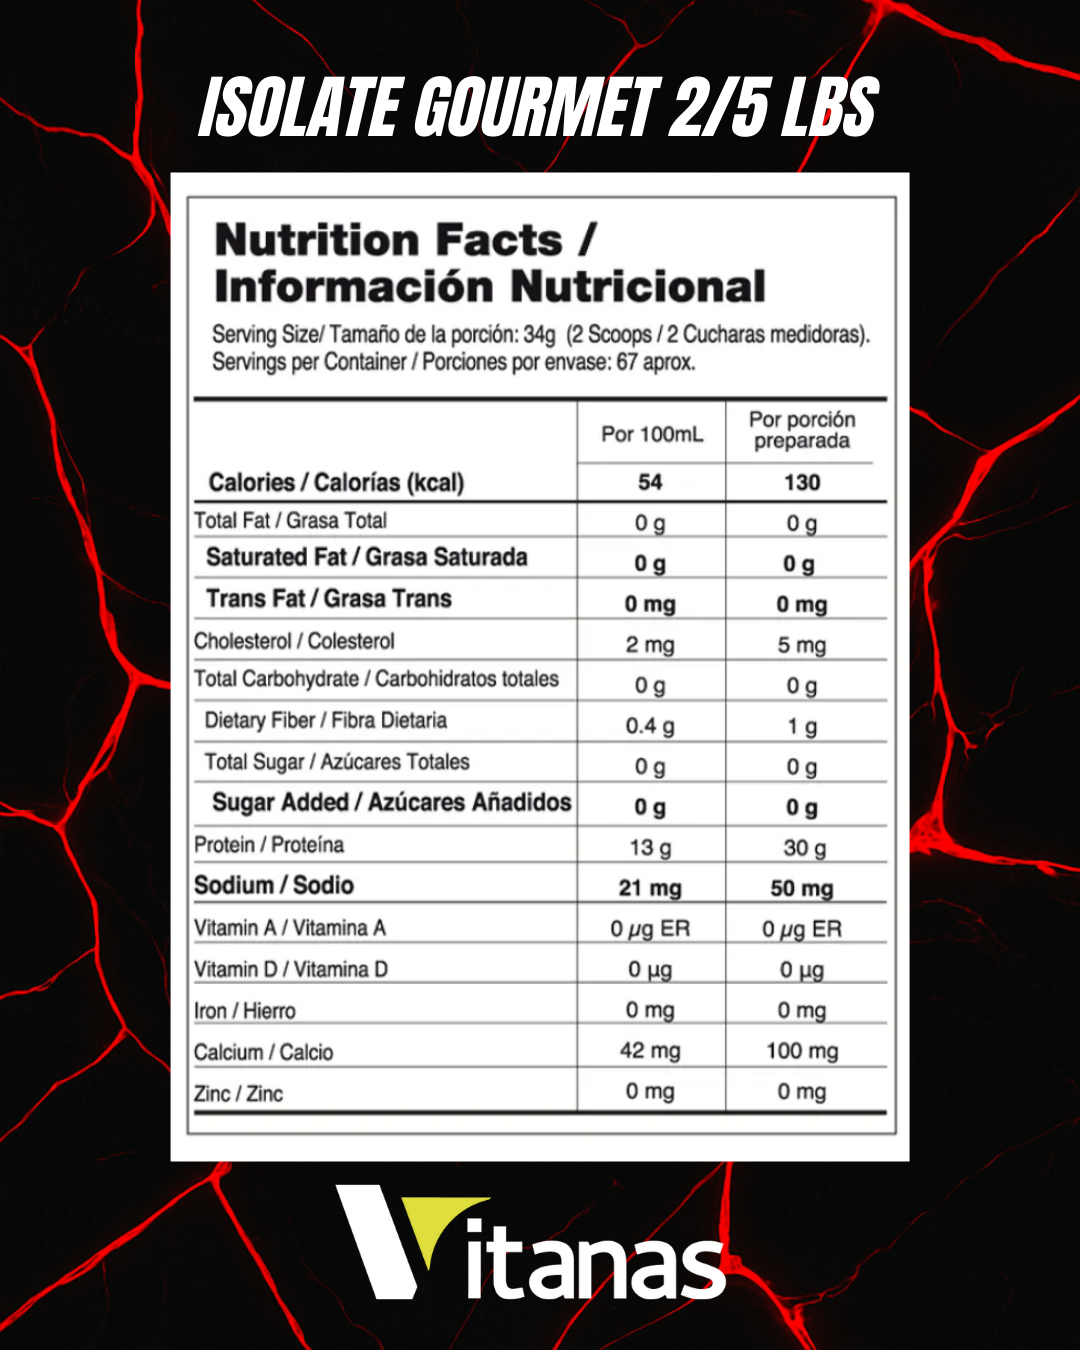 ISOLATE GOURMET 2/5 LBS
Nutrition Facts /
Información Nutricional
Serving Size/ Tamaño de la porción: 34g (2 Scoops / 2 Cucharas medidoras).
Servings per Container / Porciones por envase: 67 aprox.
Por 100mL Por porción preparada
Calories / Calorías (kcal) 54 130
Total Fat / Grasa Total 0 g 0 g
Saturated Fat / Grasa Saturada 0 g 0 g
Trans Fat / Grasa Trans 0 mg 0 mg
Cholesterol / Colesterol 2 mg 5 mg
Total Carbohydrate / Carbohidratos totales 0 g 0 g
Dietary Fiber / Fibra Dietaria 0.4 g 1 g
Total Sugar / Azúcares Totales 0 g 0 g
Sugar Added / Azúcares Añadidos 0 g 0 g
Protein / Proteína 13 g 30 g
Sodium / Sodio 21 mg 50 mg
Vitamin A / Vitamina A 0 µg ER 0 µg ER
Vitamin D / Vitamina D 0 µg 0 µg
Iron / Hierro 0 mg 0 mg
Calcium / Calcio 42 mg 100 mg
Zinc / Zinc 0 mg 0 mg
Vitanas